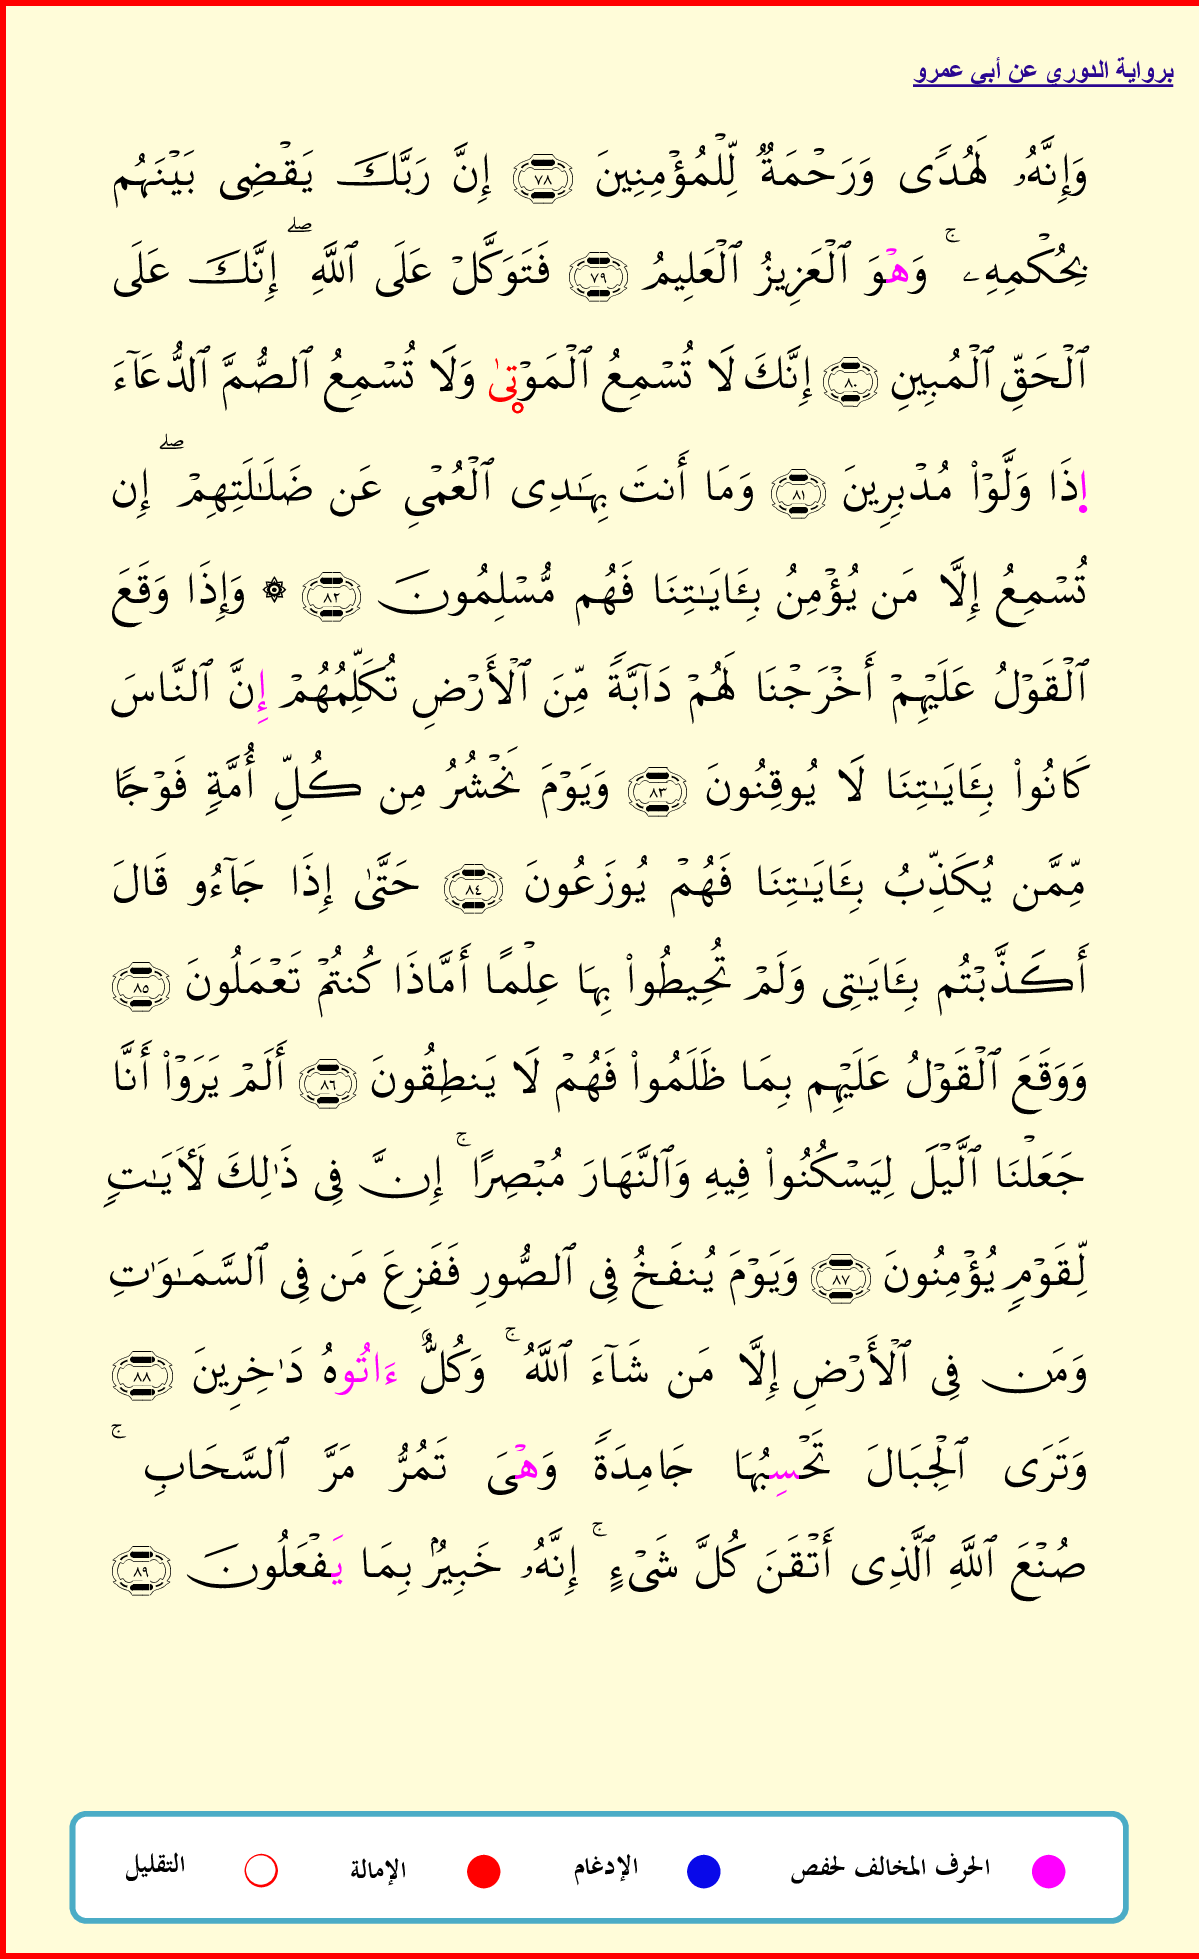 برواية الدوري عن أبي عمرو
وَإِنَّهُۥ لَهُدٗى وَرَحۡمَةٞ لِّلۡمُؤۡمِنِينَ ٧٨ إِنَّ رَبَّكَ يَقۡضِي بَيۡنَهُم
بِحُكۡمِهِۦۚ وَهۡوَ ٱلۡعَزِيزُ ٱلۡعَلِيمُ ٧٩ فَتَوَكَّلۡ عَلَى ٱللَّهِۖ إِنَّكَ عَلَى
ٱلۡحَقِّ ٱلۡمُبِينِ ٨٠ إِنَّكَ لَا تُسۡمِعُ ٱلۡمَوۡتٜىٰ وَلَا تُسۡمِعُ ٱلصُّمَّ ٱلدُّعَآءَ
ا۪ذَا وَلَّوۡاْ مُدۡبِرِينَ ٨١ وَمَا أَنتَ بِهَٰدِي ٱلۡعُمۡيِ عَن ضَلَٰلَتِهِمۡۖ إِن
تُسۡمِعُ إِلَّا مَن يُؤۡمِنُ بِـَٔايَٰتِنَا فَهُم مُّسۡلِمُونَ ٨٢ ۞ وَإِذَا وَقَعَ
ٱلۡقَوۡلُ عَلَيۡهِمۡ أَخۡرَجۡنَا لَهُمۡ دَآبَّةٗ مِّنَ ٱلۡأَرۡضِ تُكَلِّمُهُمۡ إِنَّ ٱلنَّاسَ
كَانُواْ بِـَٔايَٰتِنَا لَا يُوقِنُونَ ٨٣ وَيَوۡمَ نَحۡشُرُ مِن كُلِّ أُمَّةٖ فَوۡجٗا
مِّمَّن يُكَذِّبُ بِـَٔايَٰتِنَا فَهُمۡ يُوزَعُونَ ٨٤ حَتَّىٰ إِذَا جَآءُو قَالَ
أَكَذَّبۡتُم بِـَٔايَٰتِي وَلَمۡ تُحِيطُواْ بِهَا عِلۡمًا أَمَّاذَا كُنتُمۡ تَعۡمَلُونَ ٨٥
وَوَقَعَ ٱلۡقَوۡلُ عَلَيۡهِم بِمَا ظَلَمُواْ فَهُمۡ لَا يَنطِقُونَ ٨٦ أَلَمۡ يَرَوۡاْ أَنَّا
جَعَلۡنَا ٱلَّيۡلَ لِيَسۡكُنُواْ فِيهِ وَٱلنَّهَارَ مُبۡصِرًاۚ إِنَّ فِي ذَٰلِكَ لَأٓيَٰتٖ
لِّقَوۡمٖ يُؤۡمِنُونَ ٨٧ وَيَوۡمَ يُنفَخُ فِي ٱلصُّورِ فَفَزِعَ مَن فِي ٱلسَّمَٰوَٰتِ
وَمَن فِي ٱلۡأَرۡضِ إِلَّا مَن شَآءَ ٱللَّهُۚ وَكُلٌّ ءَاتُوهُ دَٰخِرِينَ ٨٨
وَتَرَى ٱلۡجِبَالَ تَحۡسِبُهَا جَامِدَةٗ وَهۡيَ تَمُرُّ مَرَّ ٱلسَّحَابِۚ
صُنۡعَ ٱللَّهِ ٱلَّذِي أَتۡقَنَ كُلَّ شَيۡءٍۚ إِنَّهُۥ خَبِيرُۢ بِمَا يَفۡعَلُونَ ٨٩
الحرف المخالف لحفص الإدغام الإمالة التقليل